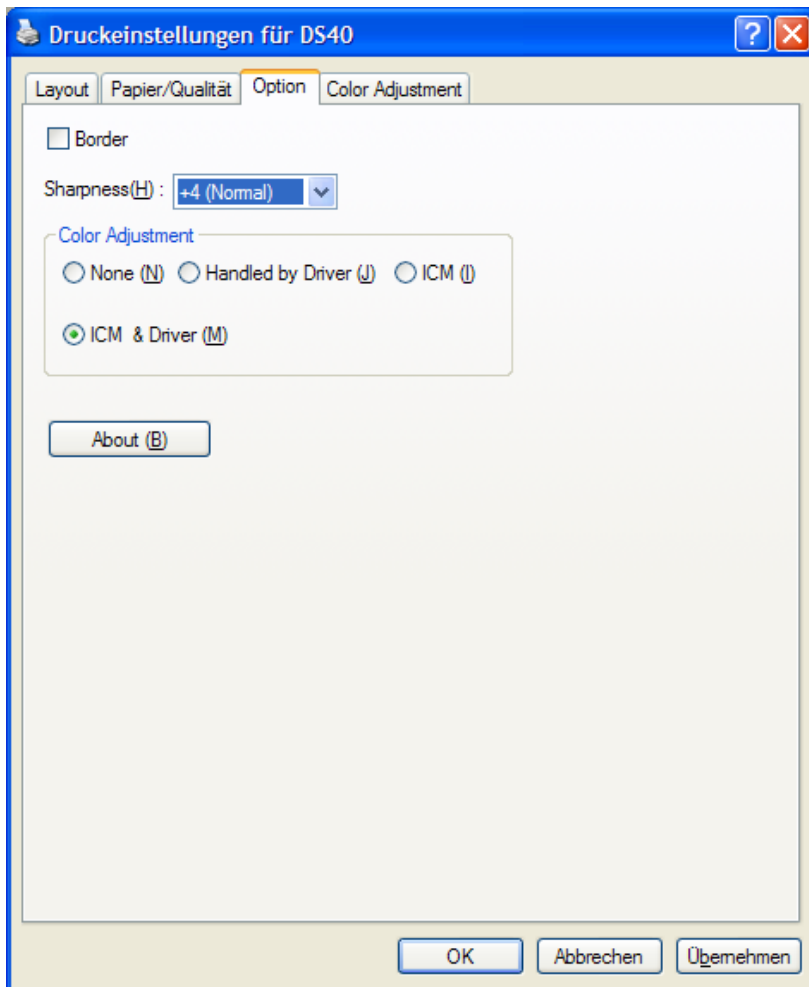 Druckeinstellungen für DS40
?
Layout Papier/Qualität Option Color Adjustment
Border
Sharpness(H) : +4 (Normal)
Color Adjustment
None (N) Handled by Driver (J) ICM (I)
ICM & Driver (M)
About (B)
OK Abbrechen Übernehmen